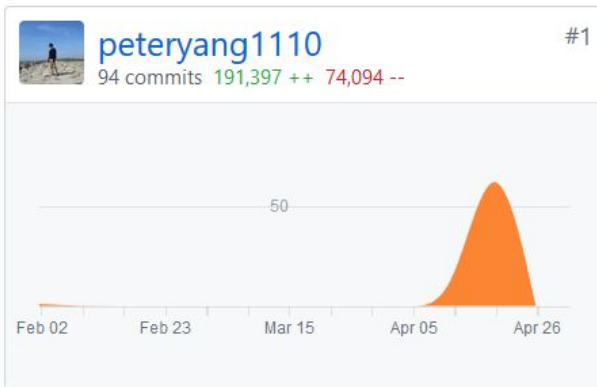 peteryang1110 #1
94 commits 191,397 ++ 74,094 --
50
Feb 02 Feb 23 Mar 15 Apr 05 Apr 26